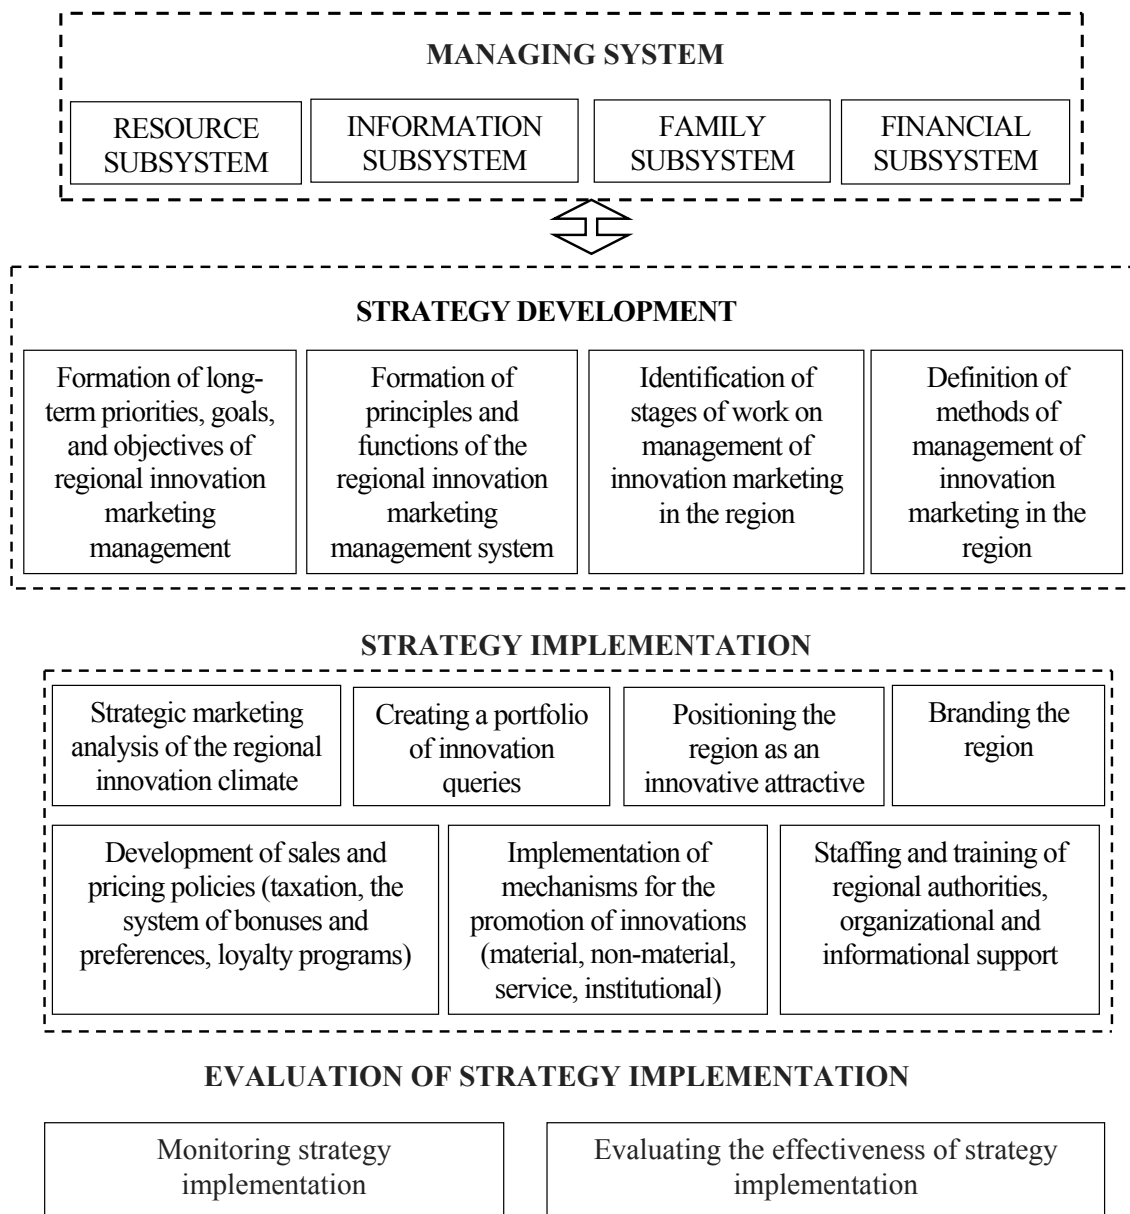 MANAGING SYSTEM
RESOURCE
SUBSYSTEM
INFORMATION
SUBSYSTEM
FAMILY
SUBSYSTEM
FINANCIAL
SUBSYSTEM
STRATEGY DEVELOPMENT
Formation of long-
term priorities, goals,
and objectives of
regional innovation
marketing
management
Formation of
principles and
functions of the
regional innovation
marketing
management system
Identification of
stages of work on
management of
innovation marketing
in the region
Definition of
methods of
management of
innovation
marketing in the
region
STRATEGY IMPLEMENTATION
Strategic marketing
analysis of the regional
innovation climate
Creating a portfolio
of innovation
queries
Positioning the
region as an
innovative attractive
Branding the
region
Development of sales and
pricing policies (taxation, the
system of bonuses and
preferences, loyalty programs)
Implementation of
mechanisms for the
promotion of innovations
(material, non-material,
service, institutional)
Staffing and training of
regional authorities,
organizational and
informational support
EVALUATION OF STRATEGY IMPLEMENTATION
Monitoring strategy
implementation
Evaluating the effectiveness of strategy
implementation